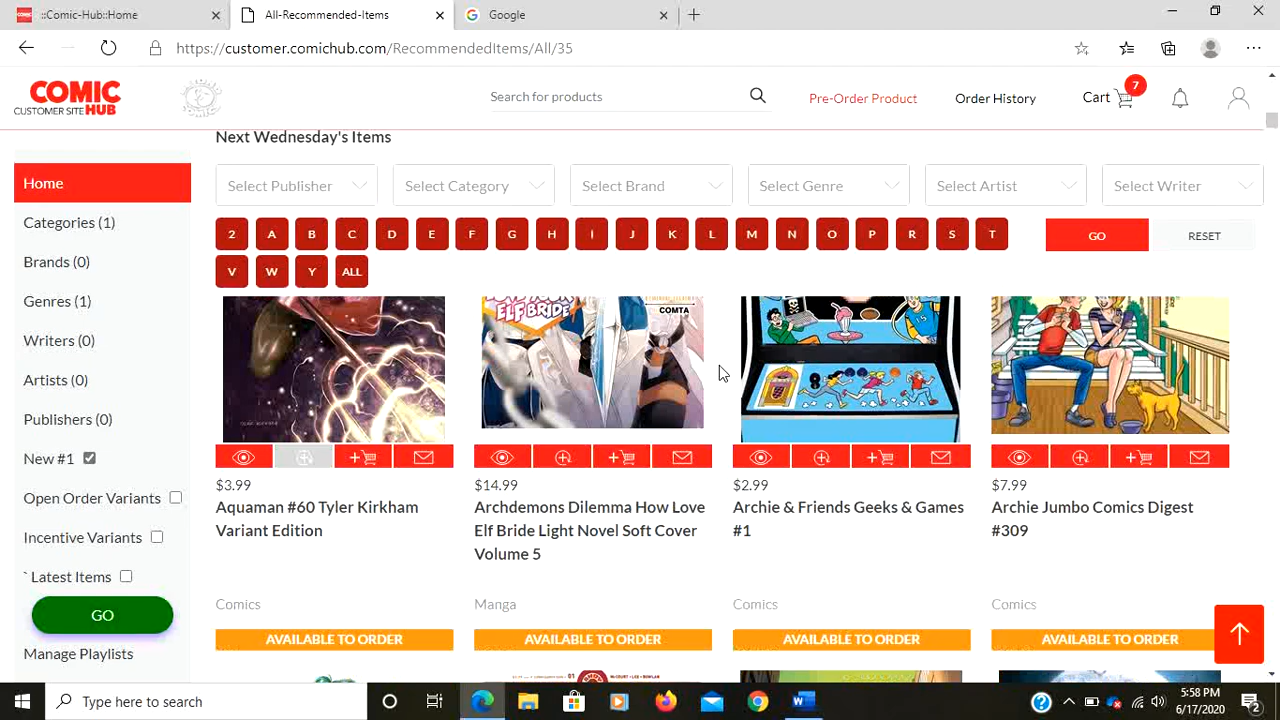 ::Comic-Hub::Home
All-Recommended-Items
Google
https://customer.comichub.com/RecommendedItems/All/35
COMIC
CUSTOMER SITE HUB
Search for products
Pre-Order Product
Order History
Cart
7
Next Wednesday's Items
Select Publisher
Select Category
Select Brand
Select Genre
Select Artist
Select Writer
2 A B C D E F G H I J K L M N O P R S T
GO
RESET
V W Y ALL
Home
Categories (1)
Brands (0)
Genres (1)
Writers (0)
Artists (0)
Publishers (0)
New #1
Open Order Variants
Incentive Variants
` Latest Items
GO
Manage Playlists
ELF BRIDE
COMTA
$3.99
Aquaman #60 Tyler Kirkham
Variant Edition
Comics
AVAILABLE TO ORDER
$14.99
Archdemons Dilemma How Love
Elf Bride Light Novel Soft Cover
Volume 5
Manga
AVAILABLE TO ORDER
$2.99
Archie & Friends Geeks & Games
#1
Comics
AVAILABLE TO ORDER
$7.99
Archie Jumbo Comics Digest
#309
Comics
AVAILABLE TO ORDER
Type here to search
5:58 PM
6/17/2020
2